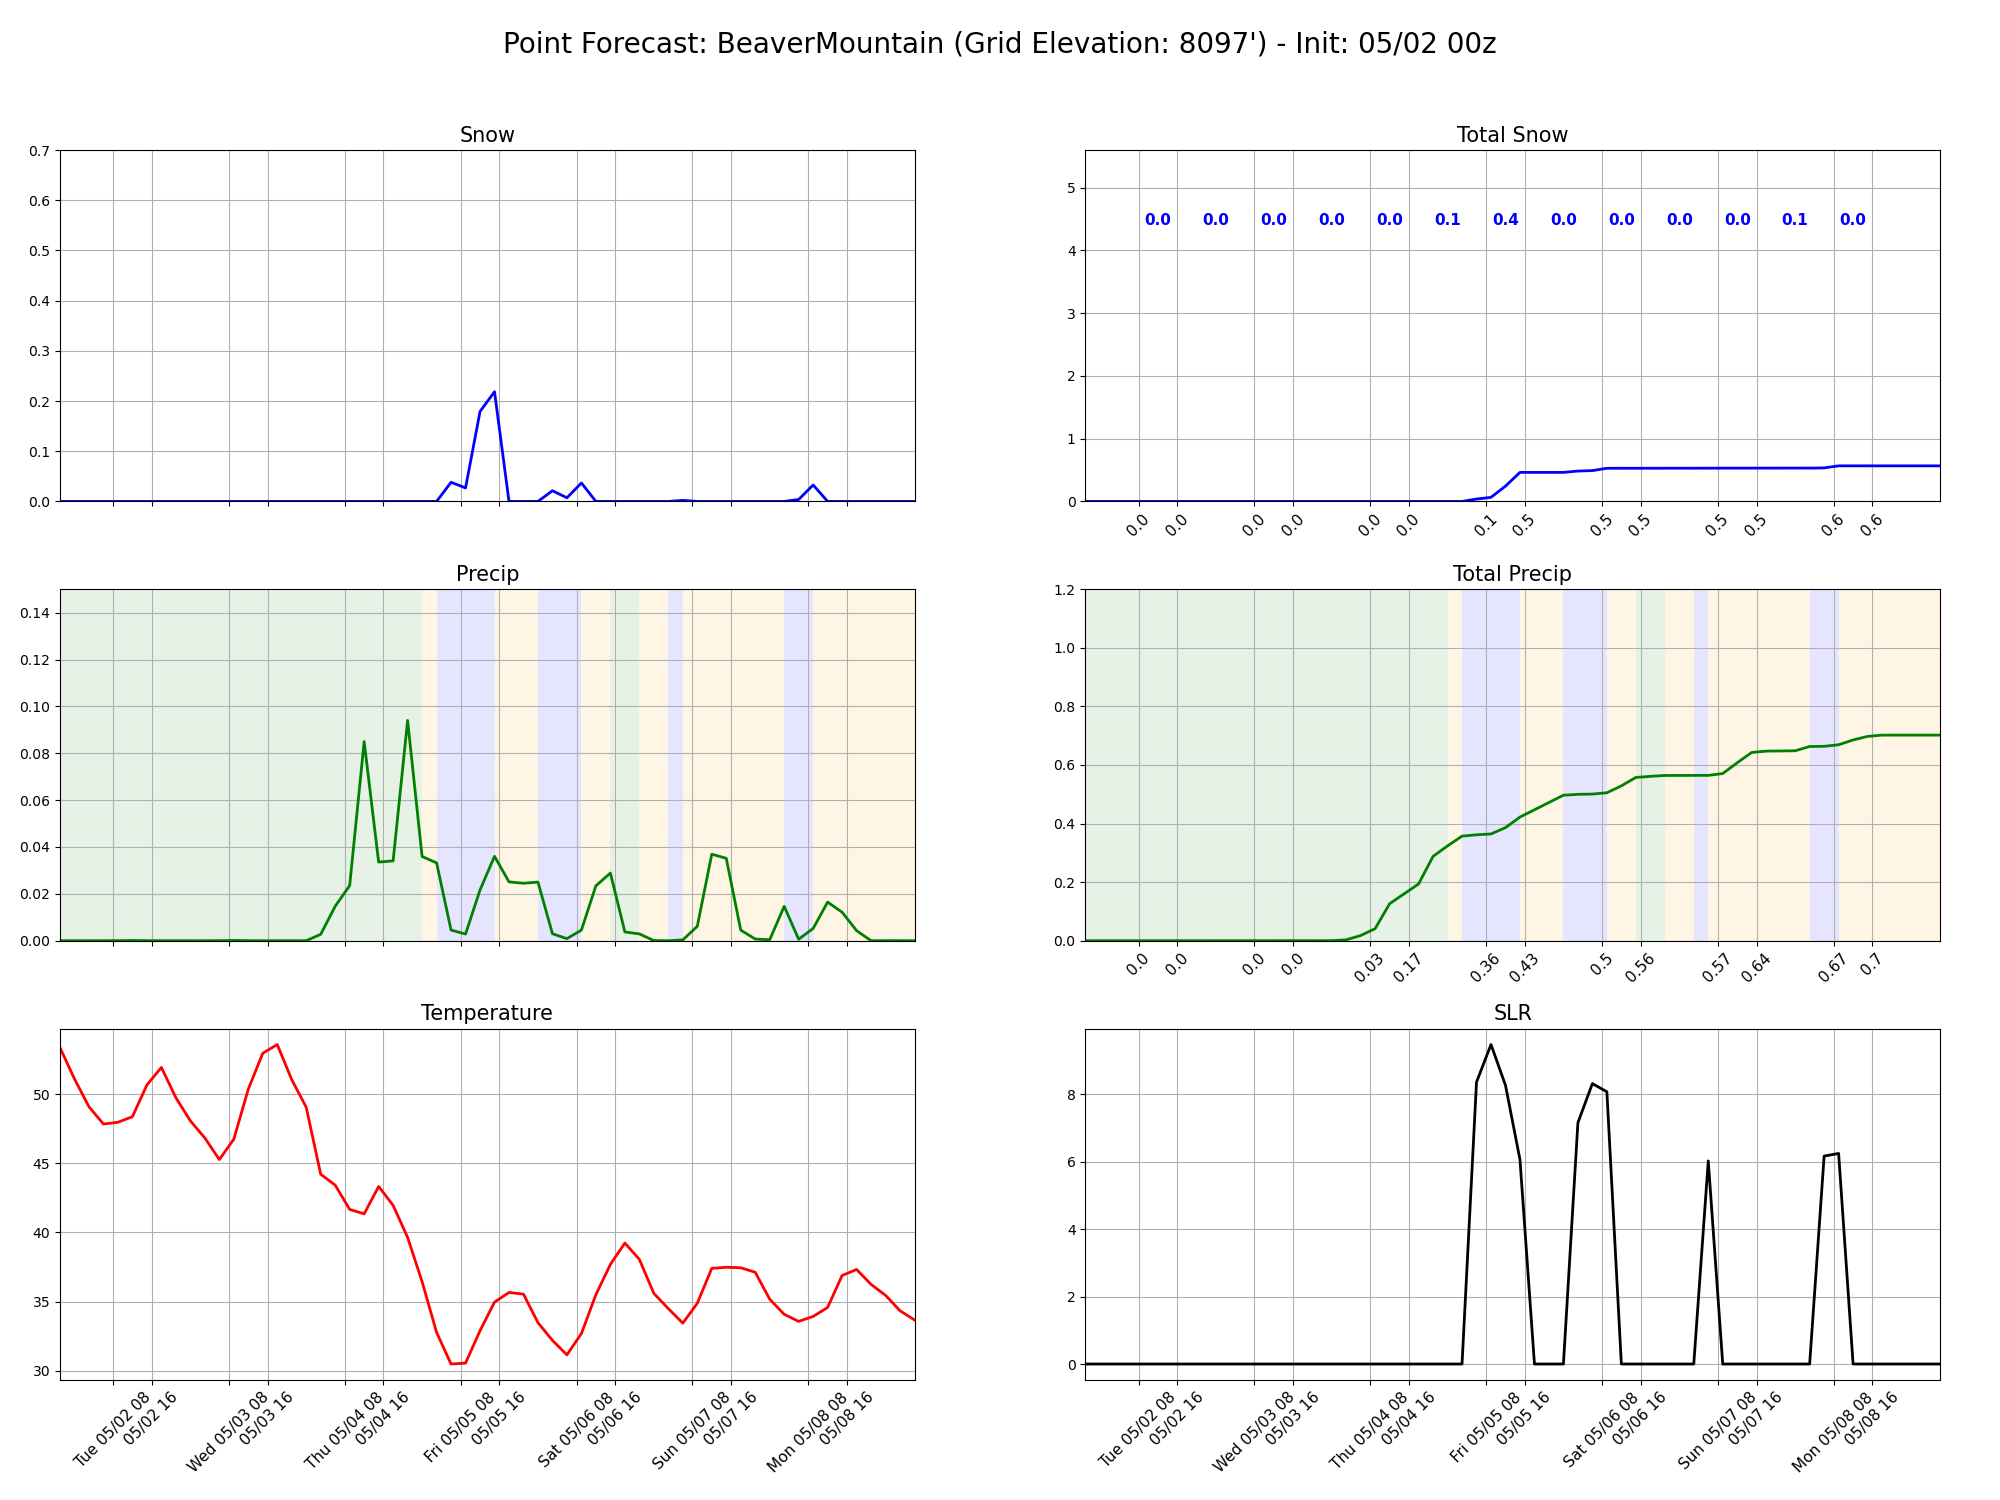 Point Forecast: BeaverMountain (Grid Elevation: 8097') - Init: 05/02 00z
Snow
0.7
0.6
0.5
0.4
0.3
0.2
0.1
0.0
Total Snow
5
4
3
2
1
0
0.0 0.0 0.0 0.0 0.0 0.1 0.4 0.0 0.0 0.0 0.0 0.1 0.0
0.0 0.0 0.0 0.0 0.0 0.0 0.1 0.5 0.5 0.5 0.5 0.5 0.6 0.6
Precip
0.14
0.12
0.10
0.08
0.06
0.04
0.02
0.00
Total Precip
1.2
1.0
0.8
0.6
0.4
0.2
0.0
0.0 0.0 0.0 0.0 0.03 0.17 0.36 0.43 0.5 0.56 0.57 0.64 0.67 0.7
Temperature
50
45
40
35
30
Tue 05/02 08
05/02 16
Wed 05/03 08
05/03 16
Thu 05/04 08
05/04 16
Fri 05/05 08
05/05 16
Sat 05/06 08
05/06 16
Sun 05/07 08
05/07 16
Mon 05/08 08
05/08 16
SLR
8
6
4
2
0
Tue 05/02 08
05/02 16
Wed 05/03 08
05/03 16
Thu 05/04 08
05/04 16
Fri 05/05 08
05/05 16
Sat 05/06 08
05/06 16
Sun 05/07 08
05/07 16
Mon 05/08 08
05/08 16